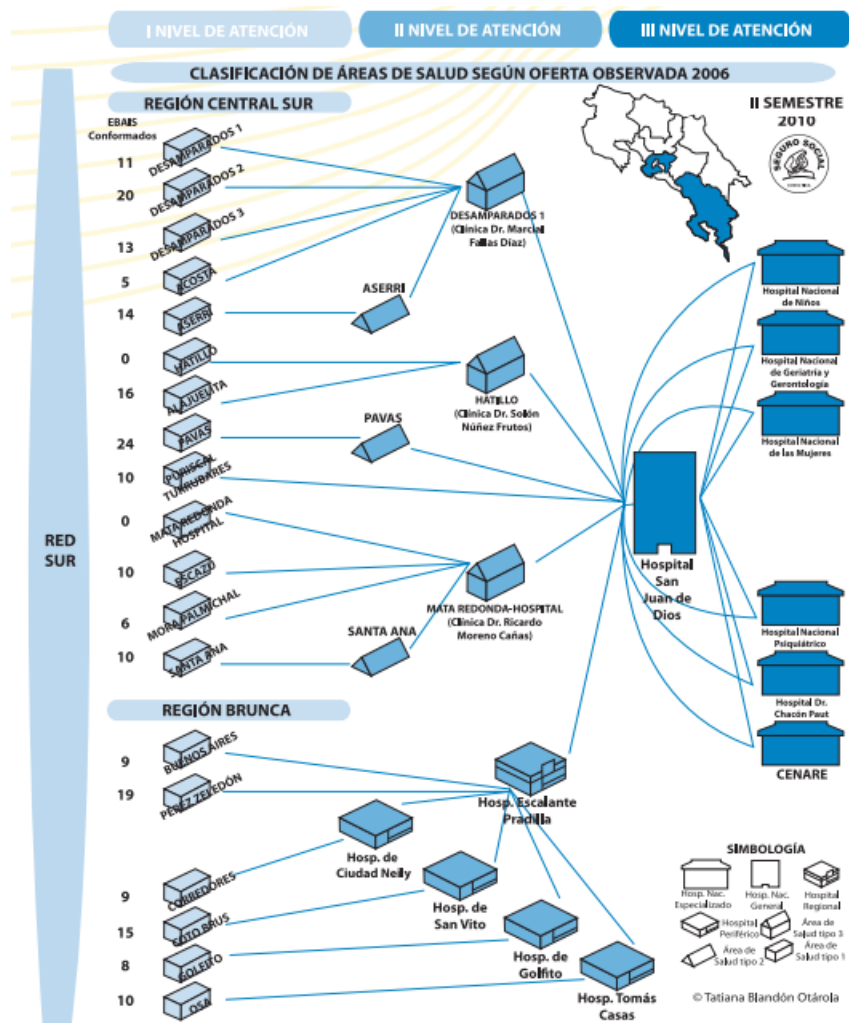 I NIVEL DE ATENCIÓN
II NIVEL DE ATENCIÓN
III NIVEL DE ATENCIÓN
CLASIFICACIÓN DE ÁREAS DE SALUD SEGÚN OFERTA OBSERVADA 2006
REGIÓN CENTRAL SUR
II SEMESTRE
2010
SEGURO SOCIAL
EBAIS
Conformados
RED
SUR
11
DESAMPARADOS 1
20
DESAMPARADOS 2
13
DESAMPARADOS 3
5
ACOSTA
14
ASERRI
0
HATILLO
16
ALAJUELITA
24
PAVAS
10
PURISCAL
TURRUBARES
0
MATA REDONDA
HOSPITAL
10
ESCAZÚ
6
MORA PALMICHAL
10
SANTA ANA
DESAMPARADOS 1
(Clínica Dr. Marcial
Fallas Díaz)
ASERRI
HATILLO
(Clínica Dr. Solón
Núñez Frutos)
PAVAS
MATA REDONDA-HOSPITAL
(Clínica Dr. Ricardo
Moreno Cañas)
SANTA ANA
Hospital
San
Juan de
Dios
Hospital Nacional
de Niños
Hospital Nacional
de Geriatría y
Gerontología
Hospital Nacional
de las Mujeres
Hospital Nacional
Psiquiátrico
Hospital Dr.
Chacón Paut
CENARE
REGIÓN BRUNCA
9
BUENOS AIRES
19
PÉREZ ZELEDÓN
9
CORREDORES
15
COTO BRUS
8
GOLFITO
10
OSA
Hosp. Escalante
Pradilla
Hosp. de
Ciudad Neily
Hosp. de
San Vito
Hosp. de
Golfito
Hosp. Tomás
Casas
SIMBOLOGÍA
Hosp. Nac.
Especializado
Hosp. Nac.
General
Hospital
Regional
Hospital
Periférico
Área de
Salud tipo 3
Área de
Salud tipo 2
Área de
Salud tipo 1
© Tatiana Blandón Otárola